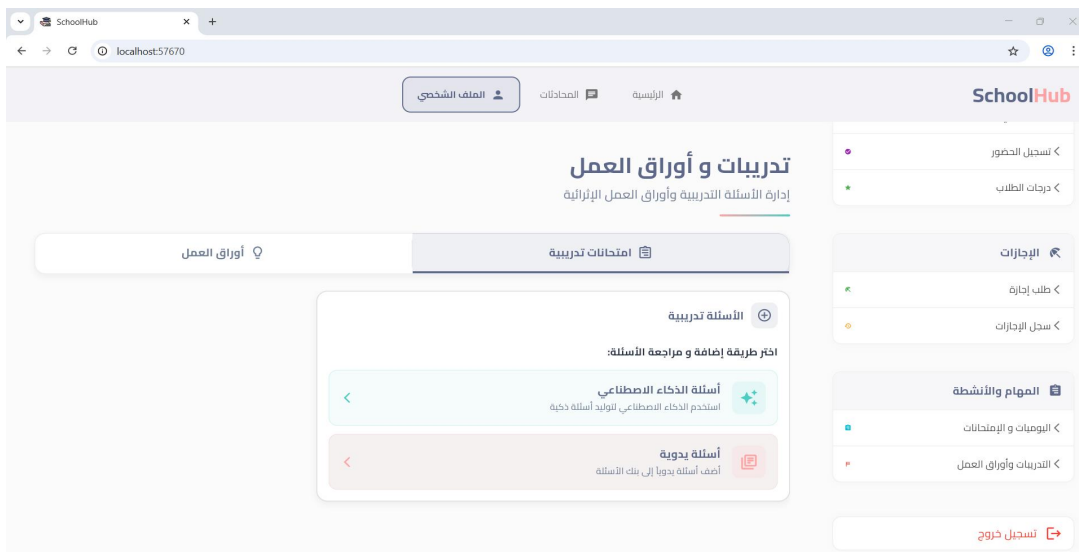 SchoolHub
localhost:57670
SchoolHub
الرئيسية
المحادثات
الملف الشخصي
تسجيل الحضور
درجات الطلاب
الإجازات
طلب إجازة
سجل الإجازات
المهام والأنشطة
اليوميات و الإمتحانات
التدريبات وأوراق العمل
تسجيل خروج
تدريبات و أوراق العمل
إدارة الأسئلة التدريبية وأوراق العمل الإثرائية
امتحانات تدريبية
أوراق العمل
الأسئلة تدريبية
اختر طريقة إضافة و مراجعة الأسئلة:
أسئلة الذكاء الاصطناعي
استخدم الذكاء الاصطناعي لتوليد أسئلة ذكية
أسئلة يدوية
أضف أسئلة يدوياً إلى بنك الأسئلة